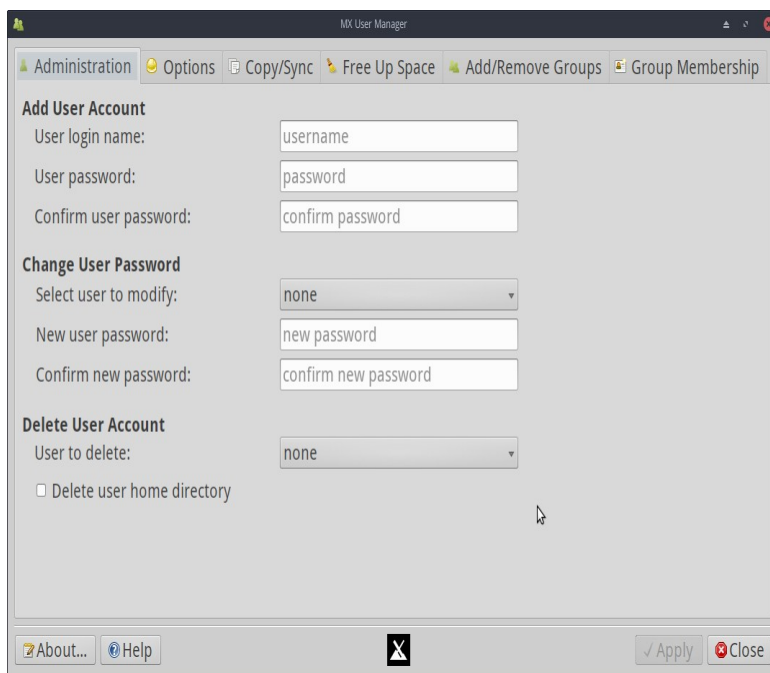 MX User Manager
Administration Options Copy/Sync Free Up Space Add/Remove Groups Group Membership
Add User Account
User login name: username
User password: password
Confirm user password: confirm password
Change User Password
Select user to modify: none
New user password: new password
Confirm new password: confirm new password
Delete User Account
User to delete: none
Delete user home directory
About... Help Apply Close